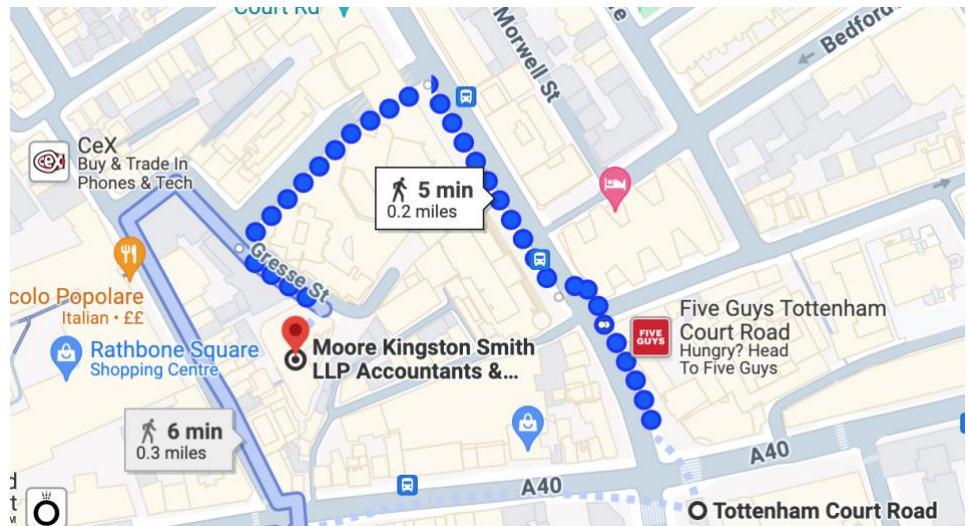 Court Rd
Morwell St
Bedfor
CeX
Buy & Trade In
Phones & Tech
5 min
0.2 miles
Gresse St
colo Popolare
Italian • ££
Rathbone Square
Shopping Centre
Moore Kingston Smith
LLP Accountants &...
FIVE
GUYS
Five Guys Tottenham
Court Road
Hungry? Head
To Five Guys
6 min
0.3 miles
A40
A40
Tottenham Court Road